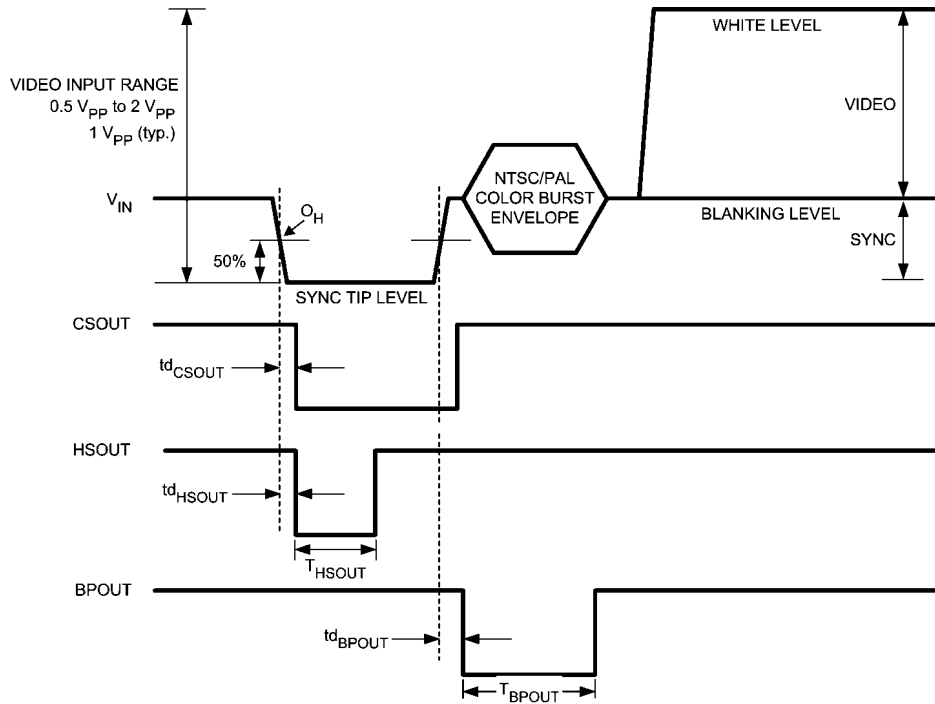 WHITE LEVEL
VIDEO INPUT RANGE
0.5 VPP to 2 VPP
1 VPP (typ.)
VIDEO
NTSC/PAL
COLOR BURST
ENVELOPE
VIN
OH
BLANKING LEVEL
SYNC
50%
SYNC TIP LEVEL
CSOUT
tdCSOUT
HSOUT
tdHSOUT
THSOUT
BPOUT
tdBPOUT
TBPOUT